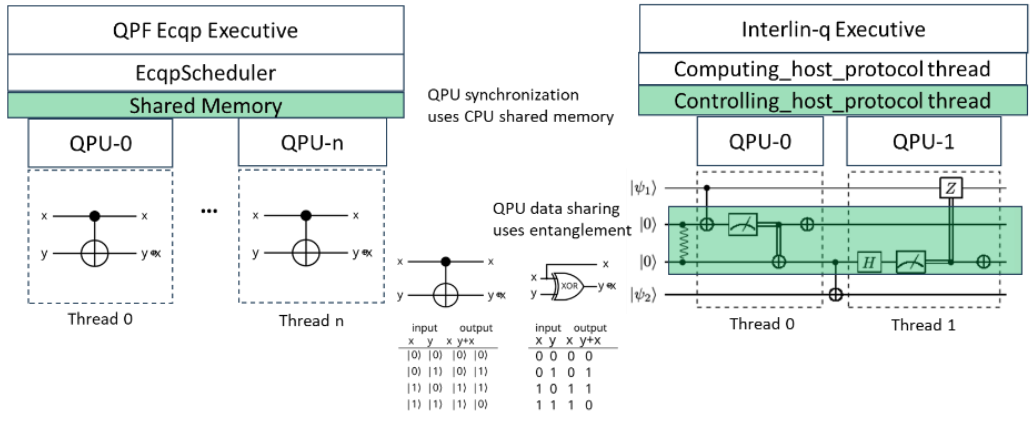 QPF Ecqp Executive
EcqpScheduler
Shared Memory
QPU-0
QPU-n
x
x
y
y⊕x
...
x
x
y
y⊕x
Thread 0
Thread n
QPU synchronization
uses CPU shared memory
QPU data sharing
uses entanglement
x
x
y
y⊕x
x
x
y
XOR
y⊕x
input output
x y x y+x
|0⟩ |0⟩ |0⟩ |0⟩
|0⟩ |1⟩ |0⟩ |1⟩
|1⟩ |0⟩ |1⟩ |1⟩
|1⟩ |1⟩ |1⟩ |0⟩
input output
x y x y+x
0 0 0 0
0 1 0 1
1 0 1 1
1 1 1 0
Interlin-q Executive
Computing_host_protocol thread
Controlling_host_protocol thread
QPU-0
QPU-1
|ψ₁⟩
Z
|0⟩
|0⟩
H
|ψ₂⟩
Thread 0
Thread 1